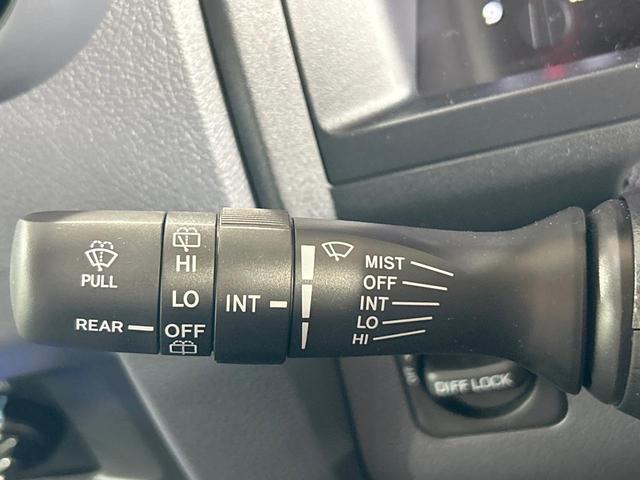 PULL
REAR
HI
LO
OFF
INT
MIST
OFF
INT
LO
HI
DIFF LOCK